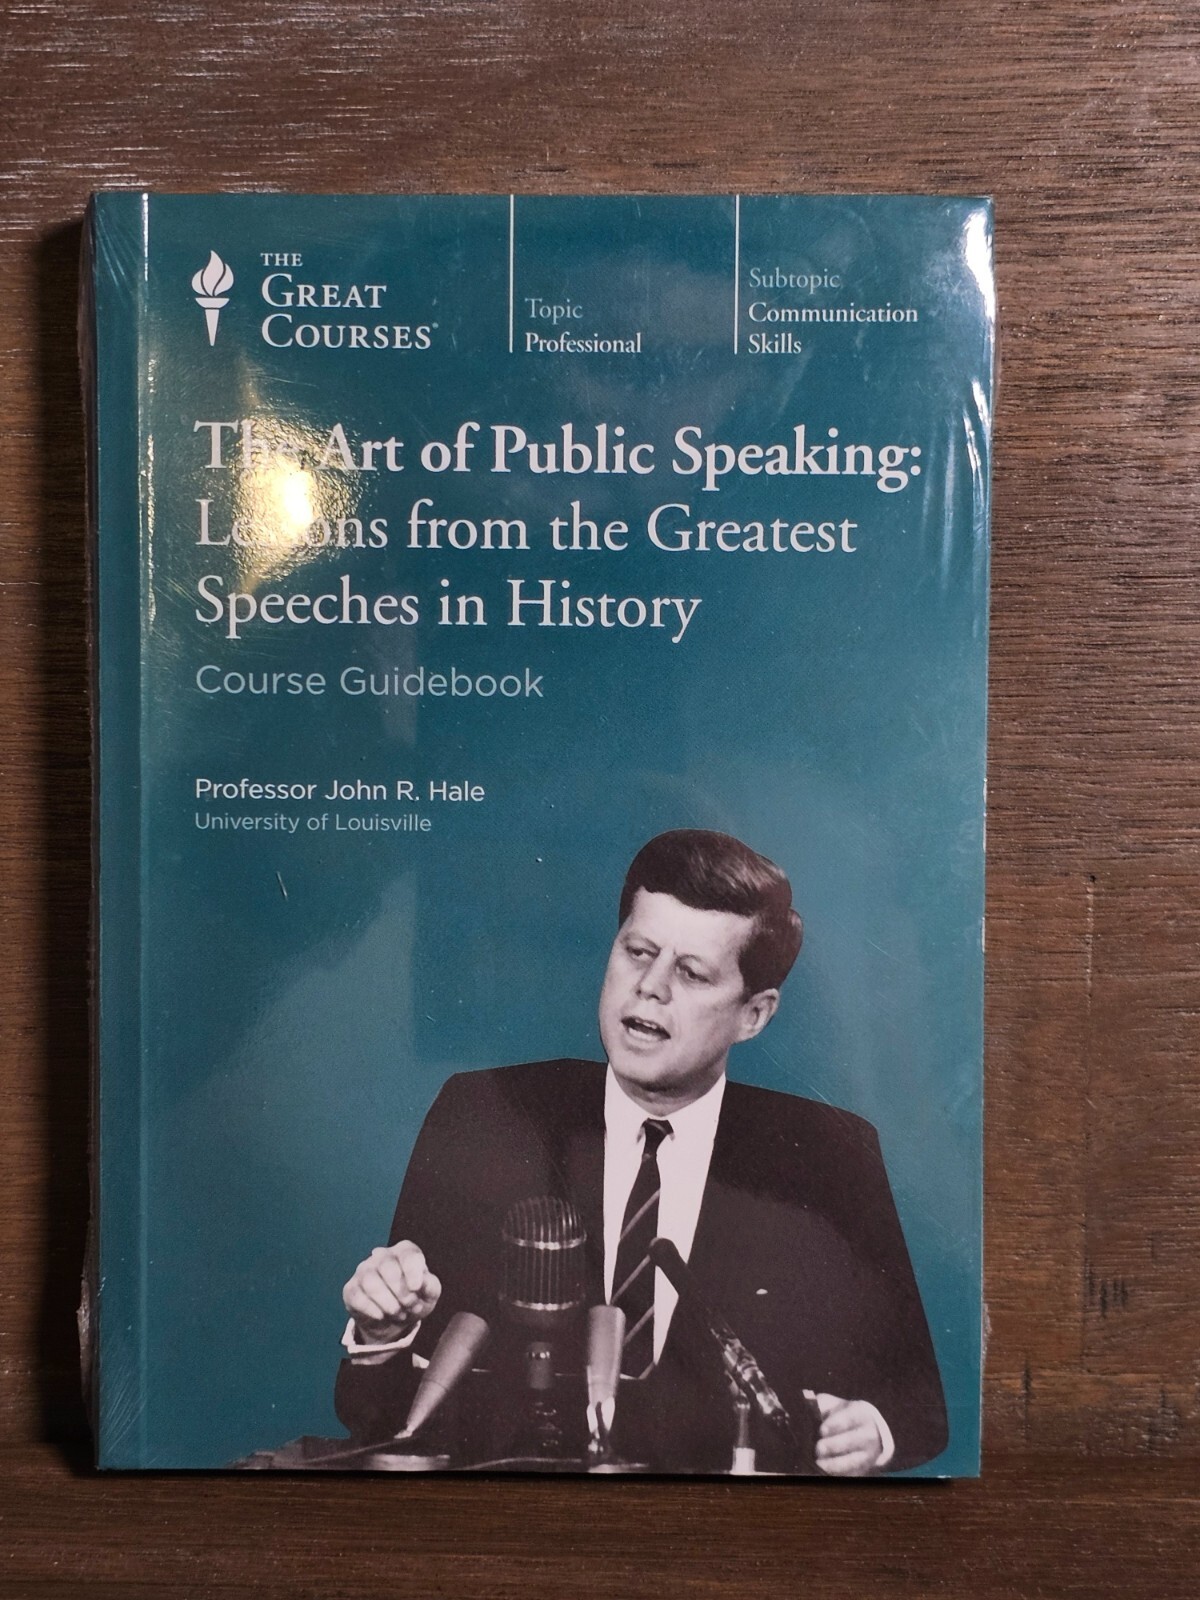 THE
GREAT
COURSES®
Topic
Professional
Subtopic
Communication
Skills
The Art of Public Speaking:
Lessons from the Greatest
Speeches in History
Course Guidebook
Professor John R. Hale
University of Louisville